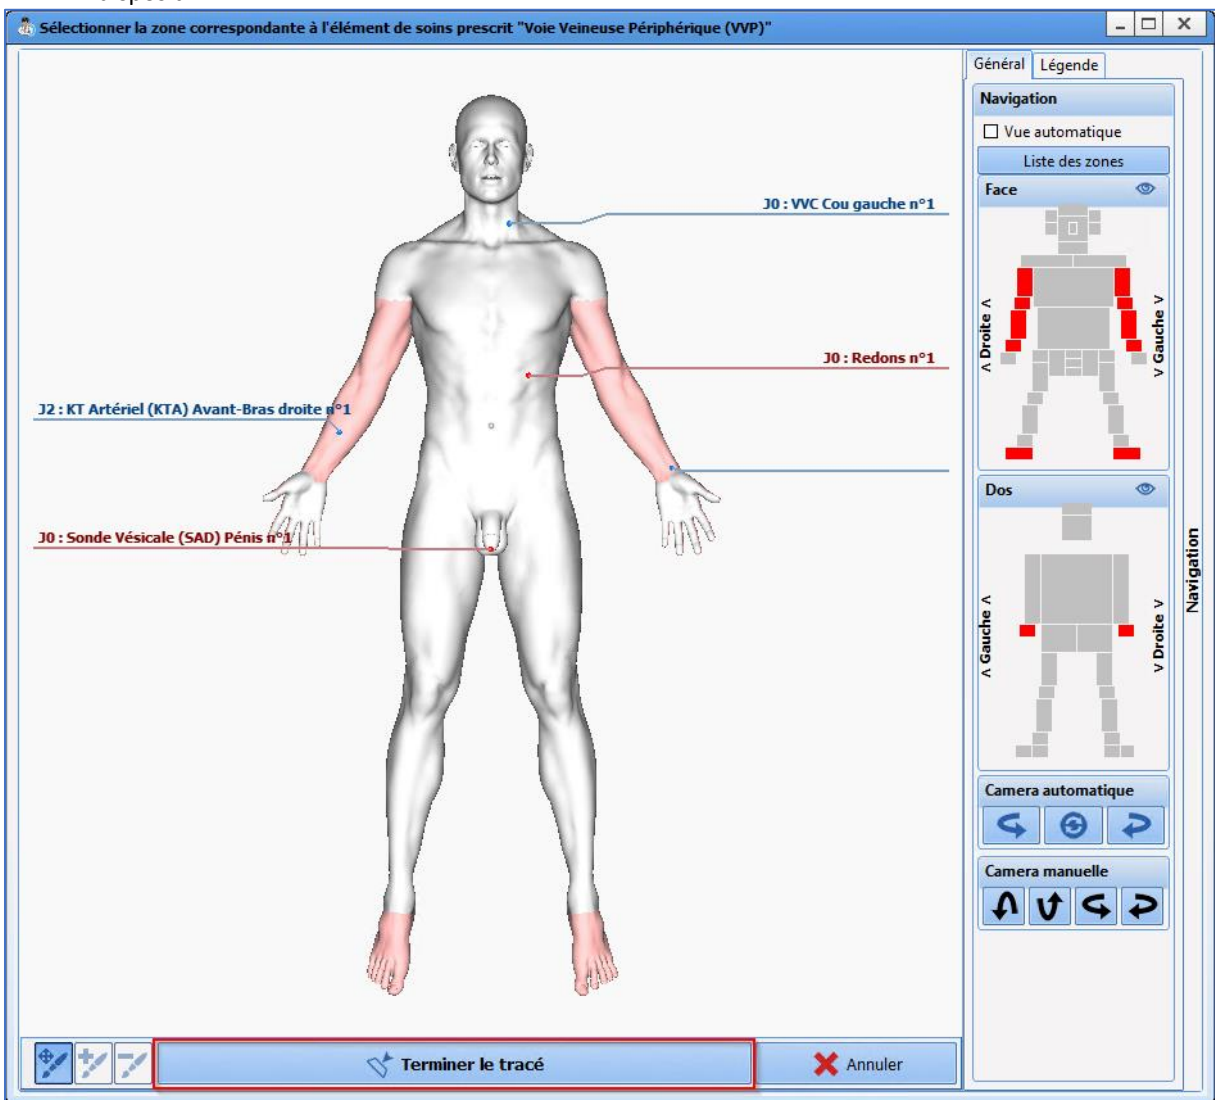 Sélectionner la zone correspondante à l'élément de soins prescrit "Voie Veineuse Périphérique (VVP)"
J0 : VVC Cou gauche n°1
J0 : Redons n°1
J2 : KT Artériel (KTA) Avant-Bras droite n°1
J0 : Sonde Vésicale (SAD) Pénis n°1
Général
Légende
Navigation
Vue automatique
Liste des zones
Face
< Droite <
> Gauche >
Dos
< Gauche <
> Droite >
Camera automatique
Camera manuelle
Navigation
Terminer le tracé
Annuler